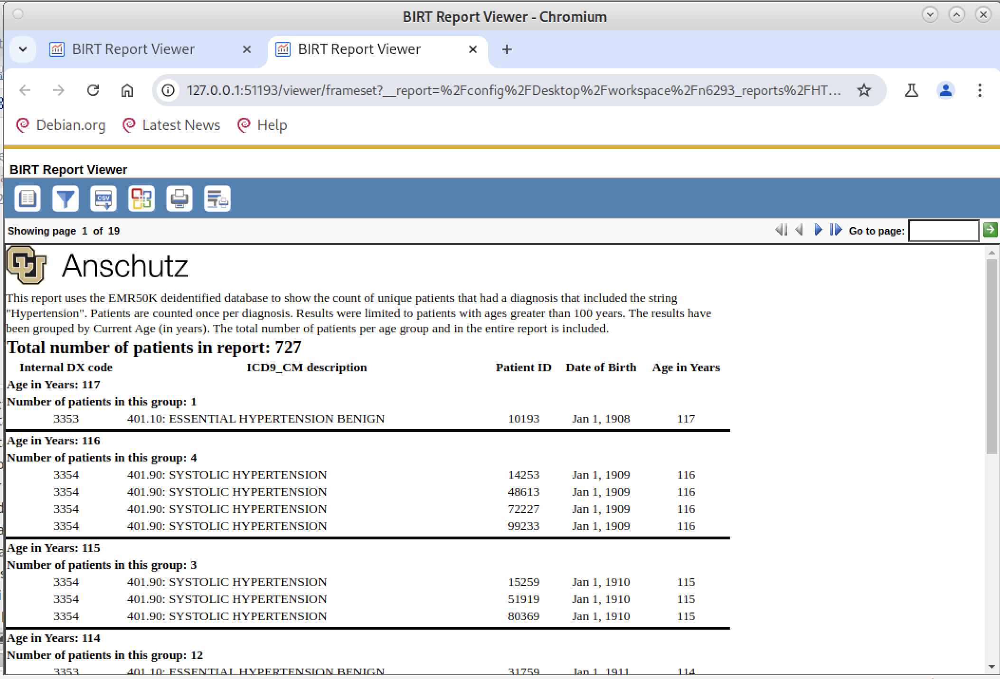 BIRT Report Viewer - Chromium
BIRT Report Viewer BIRT Report Viewer
127.0.0.1:51193/viewer/frameset?__report=%2Fconfig%2FDesktop%2Fworkspace%2Fn6293_reports%2FHT...
Debian.org Latest News Help
BIRT Report Viewer
CSV
Showing page 1 of 19 Go to page:
CU Anschutz
This report uses the EMR50K deidentified database to show the count of unique patients that had a diagnosis that included the string
"Hypertension". Patients are counted once per diagnosis. Results were limited to patients with ages greater than 100 years. The results have
been grouped by Current Age (in years). The total number of patients per age group and in the entire report is included.
Total number of patients in report: 727
Internal DX code ICD9_CM description Patient ID Date of Birth Age in Years
Age in Years: 117
Number of patients in this group: 1
3353 401.10: ESSENTIAL HYPERTENSION BENIGN 10193 Jan 1, 1908 117
Age in Years: 116
Number of patients in this group: 4
3354 401.90: SYSTOLIC HYPERTENSION 14253 Jan 1, 1909 116
3354 401.90: SYSTOLIC HYPERTENSION 48613 Jan 1, 1909 116
3354 401.90: SYSTOLIC HYPERTENSION 72227 Jan 1, 1909 116
3354 401.90: SYSTOLIC HYPERTENSION 99233 Jan 1, 1909 116
Age in Years: 115
Number of patients in this group: 3
3354 401.90: SYSTOLIC HYPERTENSION 15259 Jan 1, 1910 115
3354 401.90: SYSTOLIC HYPERTENSION 51919 Jan 1, 1910 115
3354 401.90: SYSTOLIC HYPERTENSION 80369 Jan 1, 1910 115
Age in Years: 114
Number of patients in this group: 12
3353 401.10: ESSENTIAL HYPERTENSION BENIGN 31759 Jan 1, 1911 114